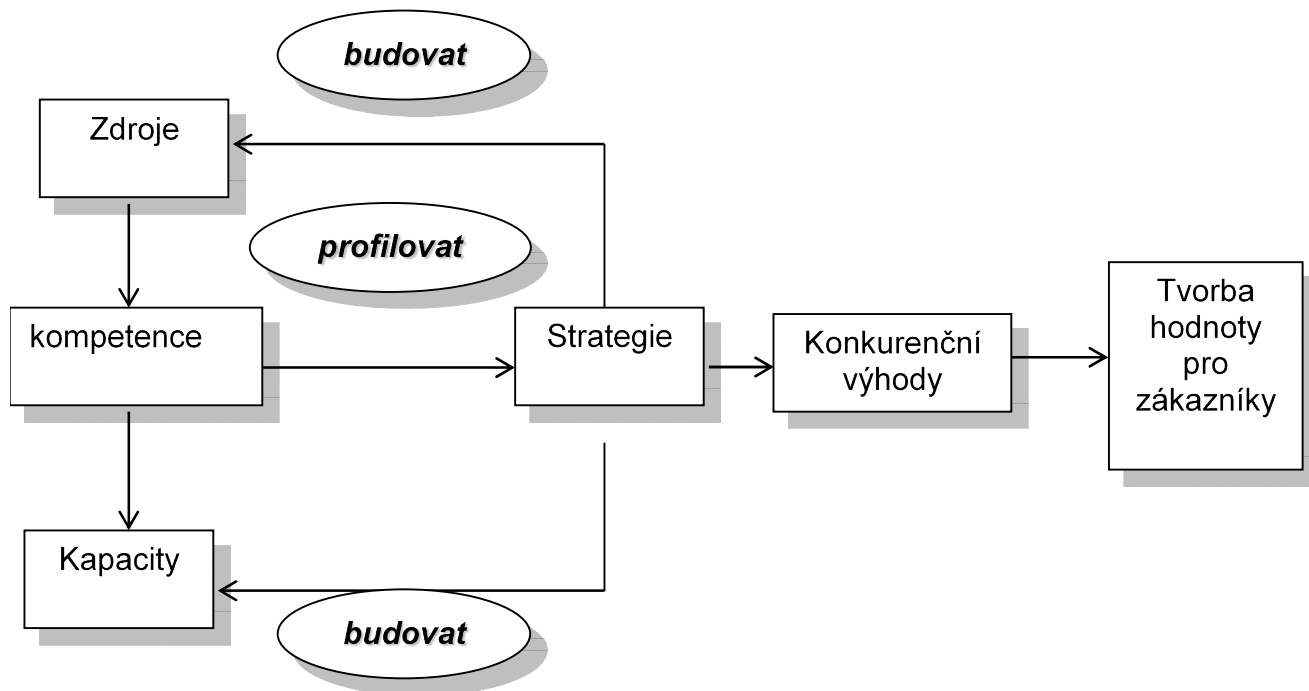 budovat
Zdroje
profilovat
kompetence
Strategie
Konkurenční
výhody
Tvorba
hodnoty
pro
zákazníky
Kapacity
budovat